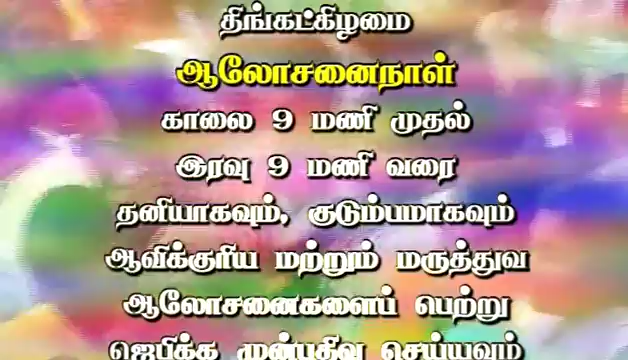 திங்கட்கிழமை
ஆலோசனைநாள்
காலை 9 மணி முதல்
இரவு 9 மணி வரை
தனியாகவும், குடும்பமாகவும்
ஆவிக்குரிய மற்றும் மருத்துவ
ஆலோசனைகளைப் பெற்று
ஜெபிக்க முன்பதிவு செய்யவும்